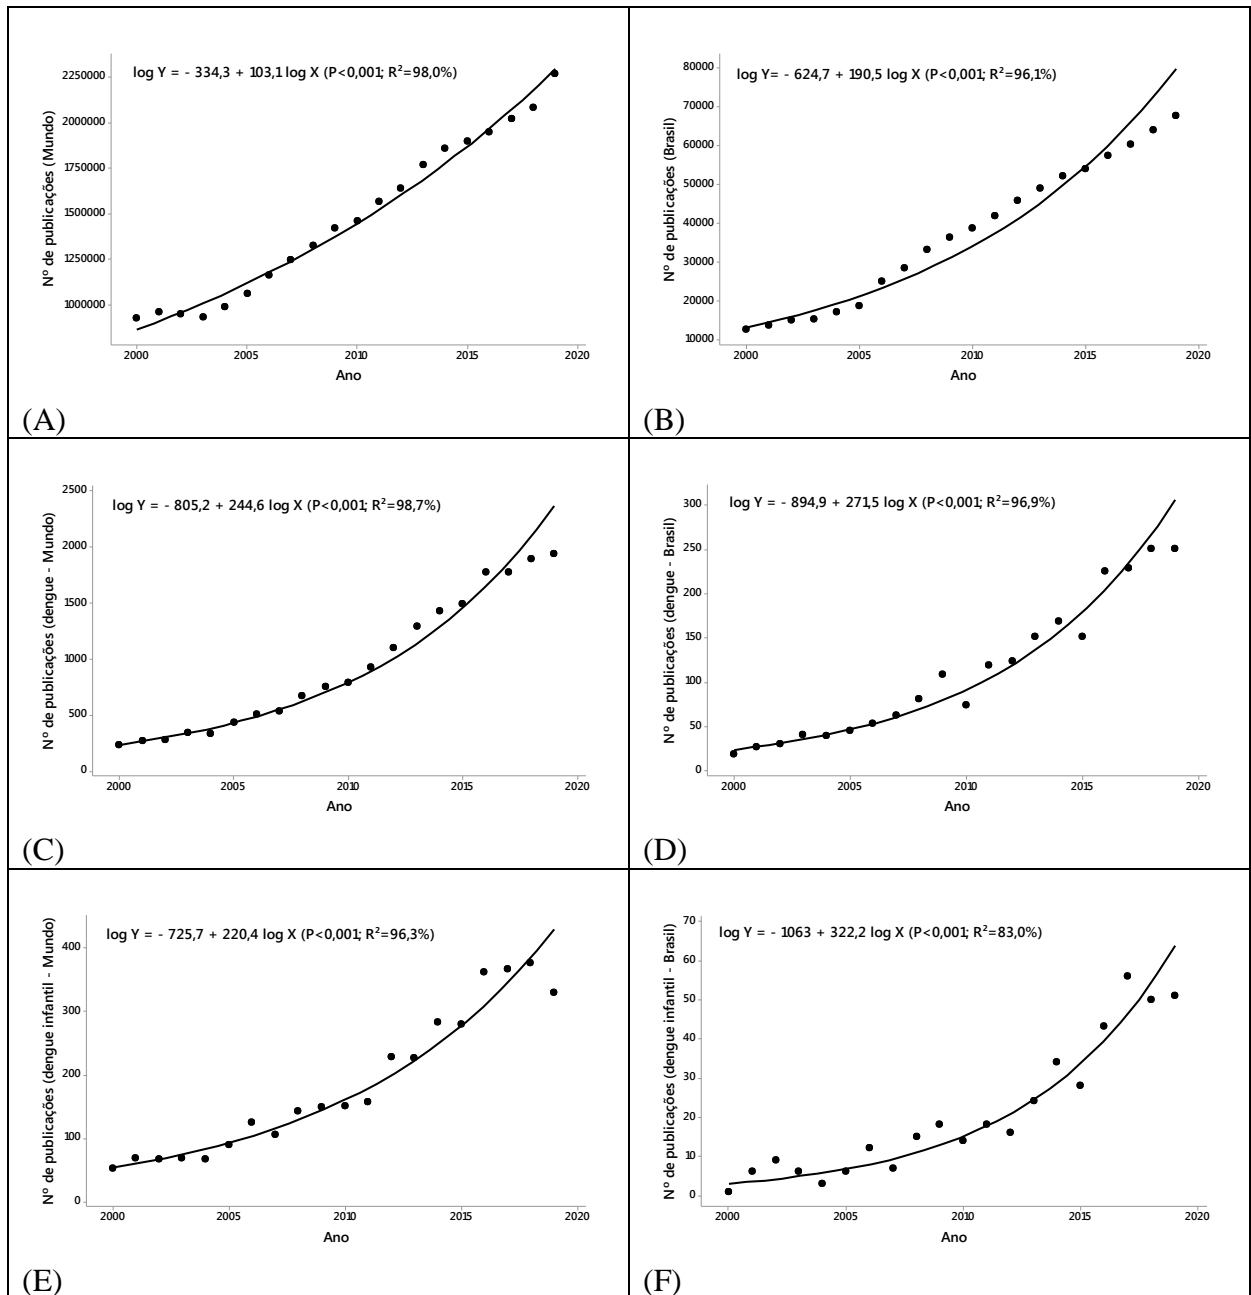 log Y = - 334,3 + 103,1 log X (P<0,001; R²=98,0%)
Nº de publicações (Mundo)
2250000
2000000
1750000
1500000
1250000
1000000
2000 2005 2010 2015 2020
Ano
(A)
log Y= - 624,7 + 190,5 log X (P<0,001; R²=96,1%)
Nº de publicações (Brasil)
80000
70000
60000
50000
40000
30000
20000
10000
2000 2005 2010 2015 2020
Ano
(B)
log Y = - 805,2 + 244,6 log X (P<0,001; R²=98,7%)
Nº de publicações (dengue - Mundo)
2500
2000
1500
1000
500
0
2000 2005 2010 2015 2020
Ano
(C)
log Y = - 894,9 + 271,5 log X (P<0,001; R²=96,9%)
Nº de publicações (dengue - Brasil)
300
250
200
150
100
50
0
2000 2005 2010 2015 2020
Ano
(D)
log Y = - 725,7 + 220,4 log X (P<0,001; R²=96,3%)
Nº de publicações (dengue infantil - Mundo)
400
300
200
100
0
2000 2005 2010 2015 2020
Ano
(E)
log Y = - 1063 + 322,2 log X (P<0,001; R²=83,0%)
Nº de publicações (dengue infantil - Brasil)
70
60
50
40
30
20
10
0
2000 2005 2010 2015 2020
Ano
(F)